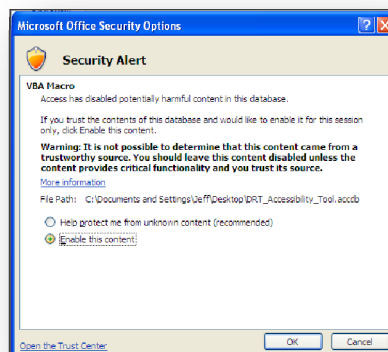 Microsoft Office Security Options
Security Alert
VBA Macro
Access has disabled potentially harmful content in this database.
If you trust the contents of this database and would like to enable it for this session
only, click Enable this content.
Warning: It is not possible to determine that this content came from a
trustworthy source. You should leave this content disabled unless the
content provides critical functionality and you trust its source.
More information
File Path: C:\Documents and Settings\Jeff\Desktop\DRT_Accessibility_Tool.accdb
Help protect me from unknown content (recommended)
Enable this content
Open the Trust Center
OK
Cancel